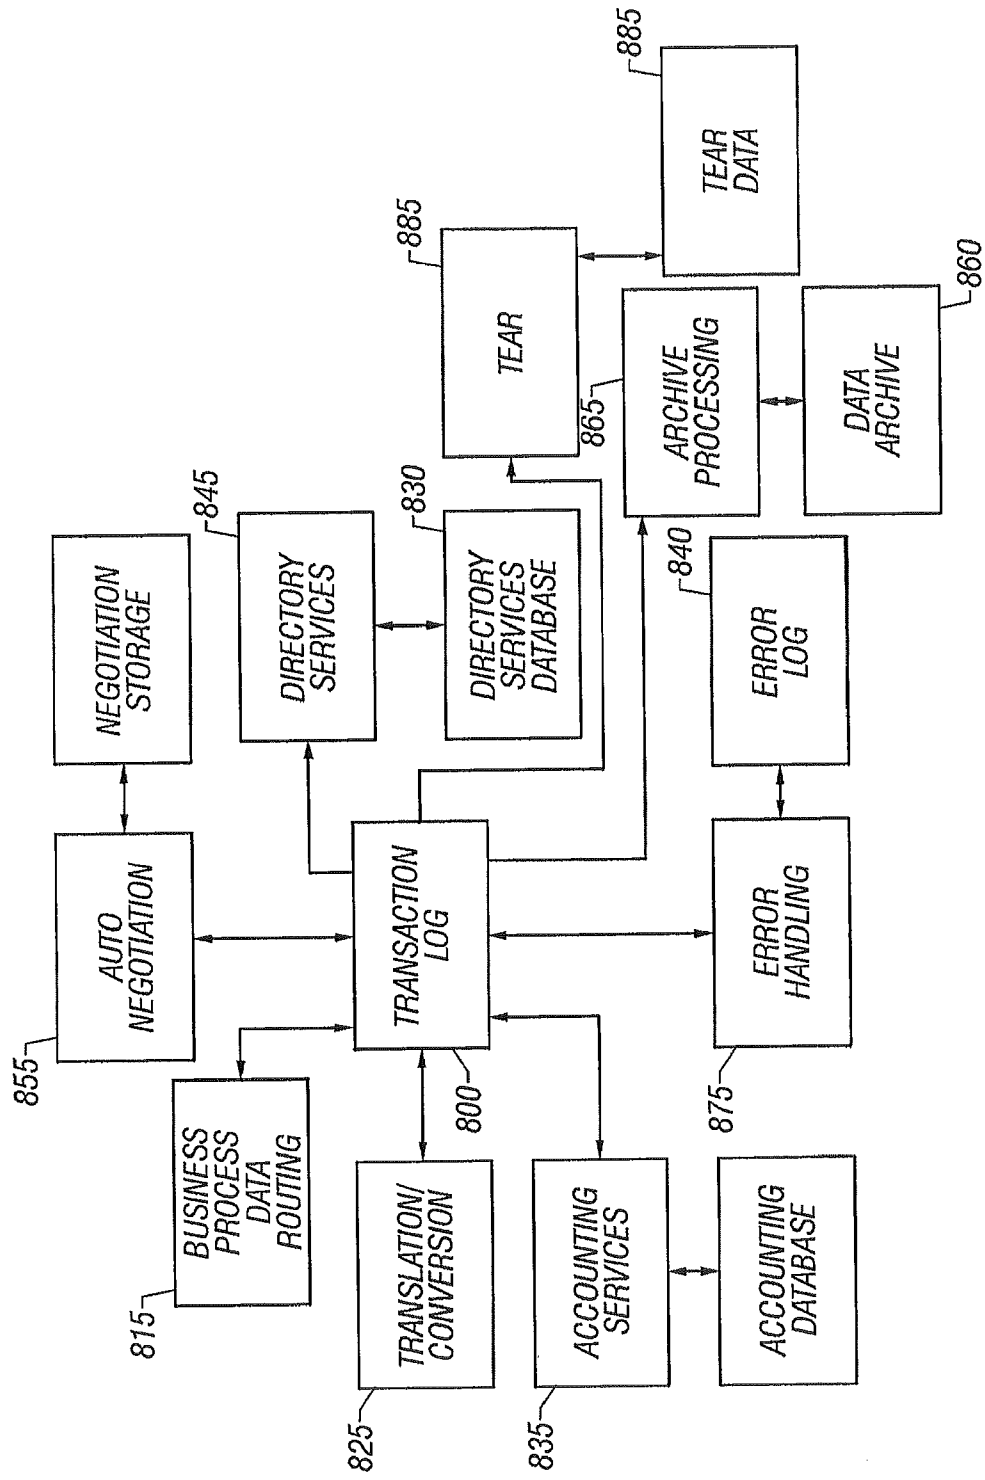 855
AUTO
NEGOTIATION
NEGOTIATION
STORAGE
815
BUSINESS
PROCESS
DATA
ROUTING
845
DIRECTORY
SERVICES
830
DIRECTORY
SERVICES
DATABASE
825
TRANSLATION/
CONVERSION
800
TRANSACTION
LOG
885
TEAR
885
TEAR
DATA
835
ACCOUNTING
SERVICES
865
ARCHIVE
PROCESSING
860
DATA
ARCHIVE
ACCOUNTING
DATABASE
875
ERROR
HANDLING
840
ERROR
LOG